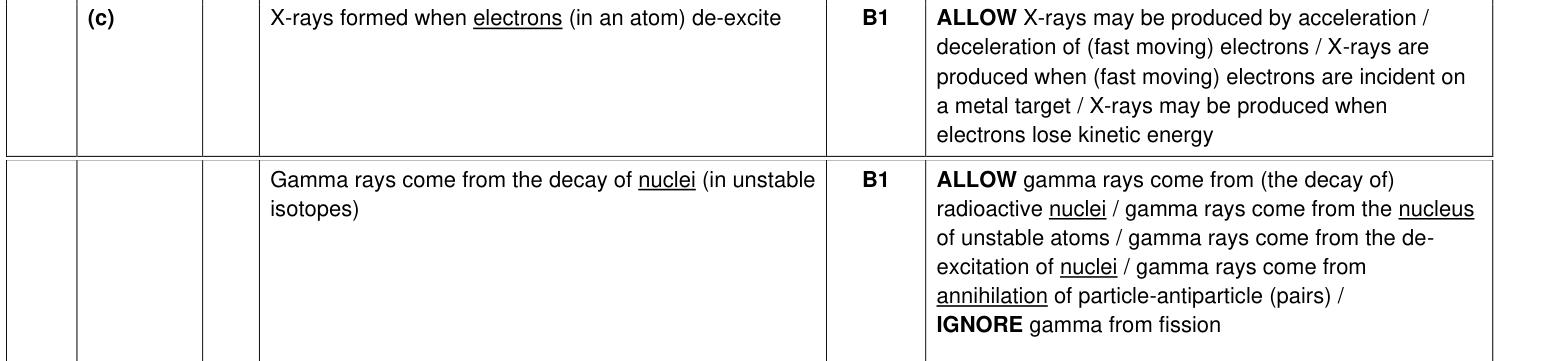 (c)
X-rays formed when electrons (in an atom) de-excite
B1
ALLOW X-rays may be produced by acceleration /
deceleration of (fast moving) electrons / X-rays are
produced when (fast moving) electrons are incident on
a metal target / X-rays may be produced when
electrons lose kinetic energy
Gamma rays come from the decay of nuclei (in unstable
isotopes)
B1
ALLOW gamma rays come from (the decay of)
radioactive nuclei / gamma rays come from the nucleus
of unstable atoms / gamma rays come from the de-
excitation of nuclei / gamma rays come from
annihilation of particle-antiparticle (pairs) /
IGNORE gamma from fission